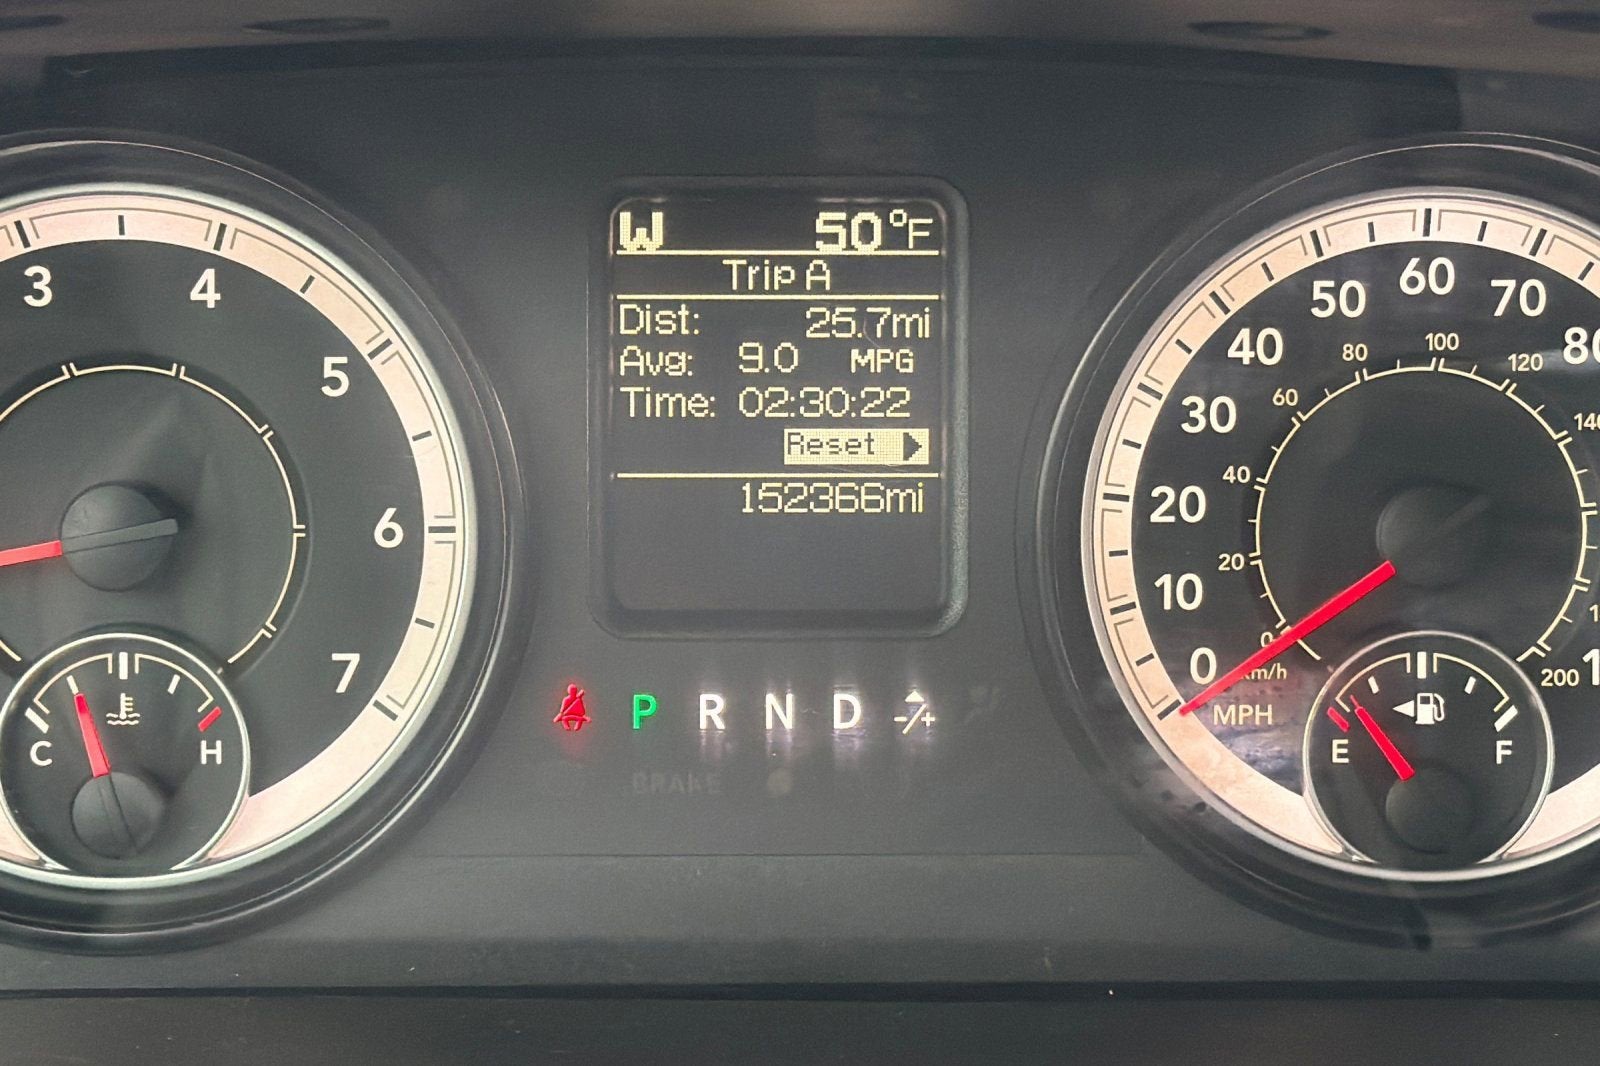 3
4
5
6
7
C
H
W 50°F
Trip A
Dist: 25.7mi
Avg: 9.0 MPG
Time: 02:30:22
Reset
152366mi
P R N D -/+
BRAKE
0
10
20
30
40
50
60
70
0
20
40
60
80
100
120
200
km/h
MPH
E
F